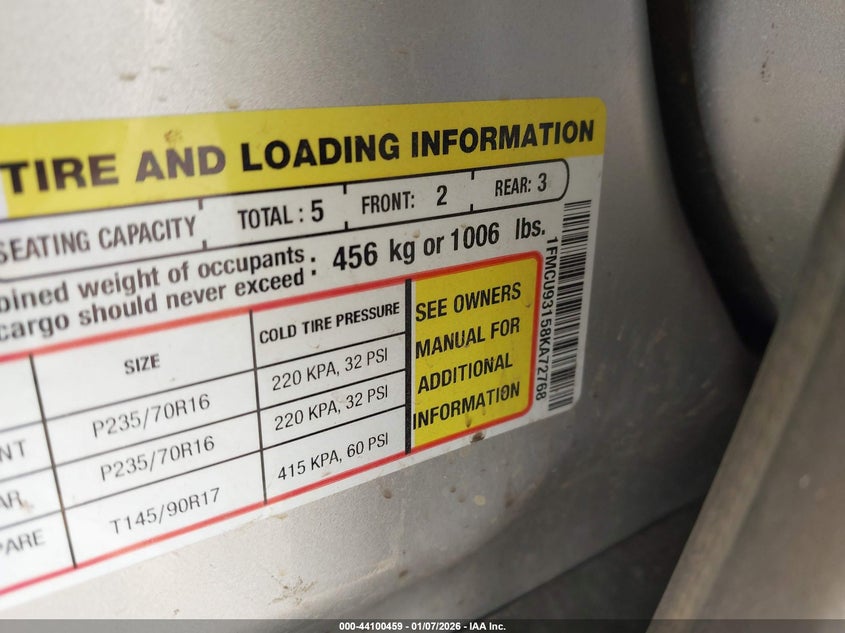 TIRE AND LOADING INFORMATION
SEATING CAPACITY TOTAL : 5 FRONT: 2 REAR: 3
bined weight of occupants
cargo should never exceed : 456 kg or 1006 lbs.
SIZE COLD TIRE PRESSURE
NT P235/70R16 220 KPA, 32 PSI
AR P235/70R16 220 KPA, 32 PSI
PARE T145/90R17 415 KPA, 60 PSI
SEE OWNERS
MANUAL FOR
ADDITIONAL
INFORMATION
1FMCU93158KA72768
000-44100459 - 01/07/2026 - IAA Inc.